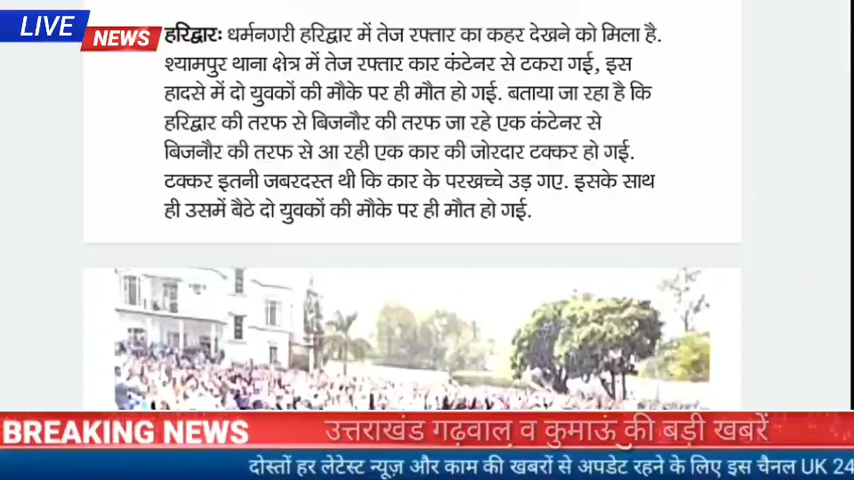 LIVE
NEWS
हरिद्वारः धर्मनगरी हरिद्वार में तेज रफ्तार का कहर देखने को मिला है.
श्यामपुर थाना क्षेत्र में तेज रफ्तार कार कंटेनर से टकरा गई, इस
हादसे में दो युवकों की मौके पर ही मौत हो गई. बताया जा रहा है कि
हरिद्वार की तरफ से बिजनौर की तरफ जा रहे एक कंटेनर से
बिजनौर की तरफ से आ रही एक कार की जोरदार टक्कर हो गई.
टक्कर इतनी जबरदस्त थी कि कार के परखच्चे उड़ गए. इसके साथ
ही उसमें बैठे दो युवकों की मौके पर ही मौत हो गई.
BREAKING NEWS
उत्तराखंड गढ़वाल व कुमाऊं की बड़ी खबरें
दोस्तों हर लेटेस्ट न्यूज़ और काम की खबरों से अपडेट रहने के लिए इस चैनल UK 24